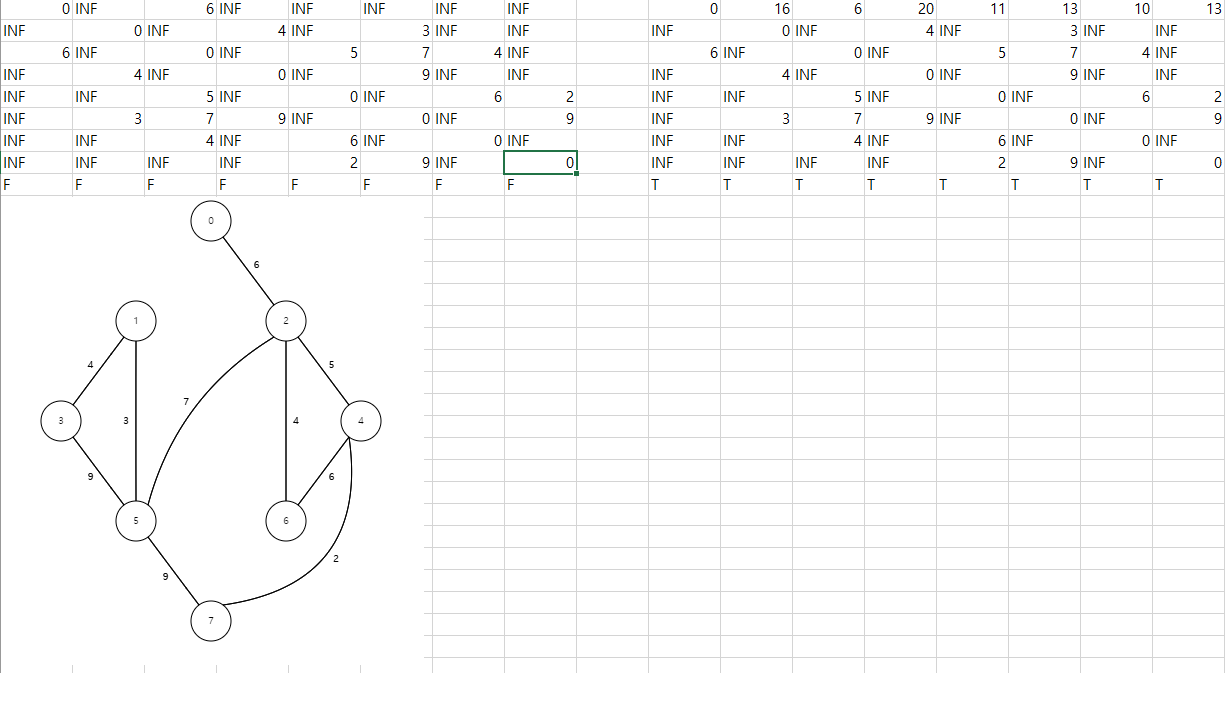 0 INF 6 INF INF INF INF INF 0 16 6 20 11 13 10 13
INF 0 INF 4 INF 3 INF INF INF 0 INF 4 INF 3 INF INF
6 INF 0 INF 5 7 4 INF 6 INF 0 INF 5 7 4 INF
INF 4 INF 0 INF 9 INF INF INF 4 INF 0 INF 9 INF INF
INF INF 5 INF 0 INF 6 2 INF INF 5 INF 0 INF 6 2
INF 3 7 9 INF 0 INF 9 INF 3 7 9 INF 0 INF 9
INF INF 4 INF 6 INF 0 INF INF INF 4 INF 6 INF 0 INF
INF INF INF INF 2 9 INF 0 INF INF INF INF 2 9 INF 0
F F F F F F F F T T T T T T T T
0
6
1 2
4 5
7
3 3 4 4
9 6
5 6
2
9
7